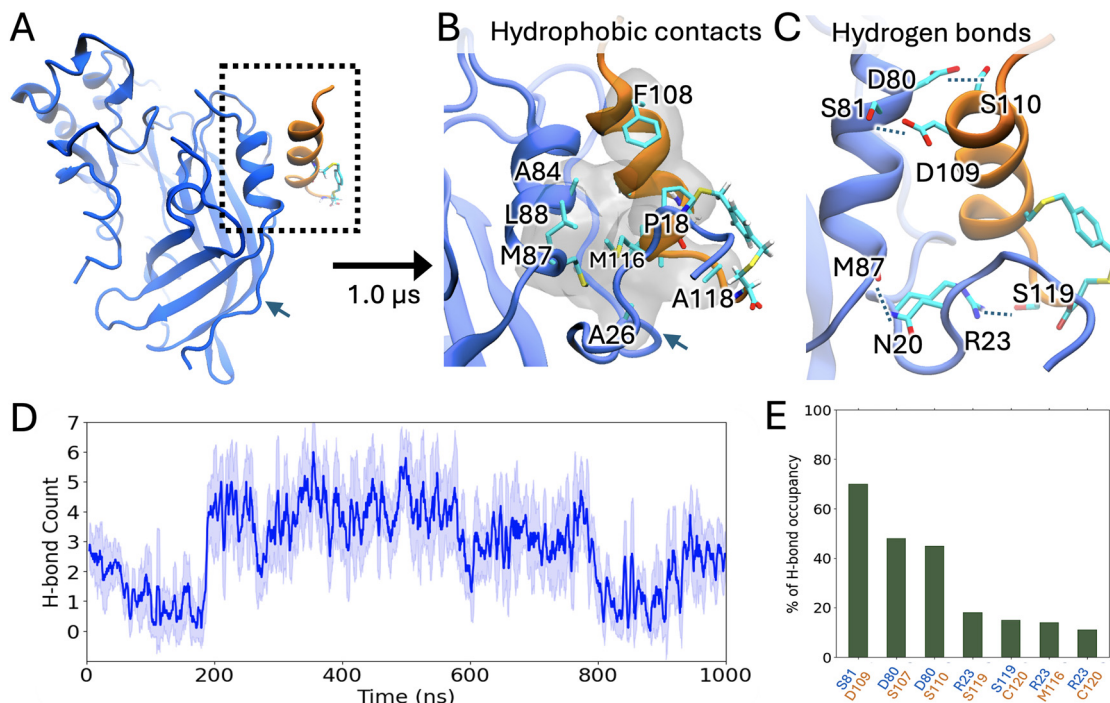 A
1.0 µs
B
Hydrophobic contacts
F108
A84
L88
P18
M87
M116
A118
A26
C
Hydrogen bonds
D80
S81
S110
D109
M87
S119
N20
R23
D
H-bond Count
7
6
5
4
3
2
1
0
0 200 400 600 800 1000
Time (ns)
E
% of H-bond occupancy
100
80
60
40
20
0
S81 D109
D80 S107
D80 S110
R23 S119
S119 C120
R23 M116
R23 C120